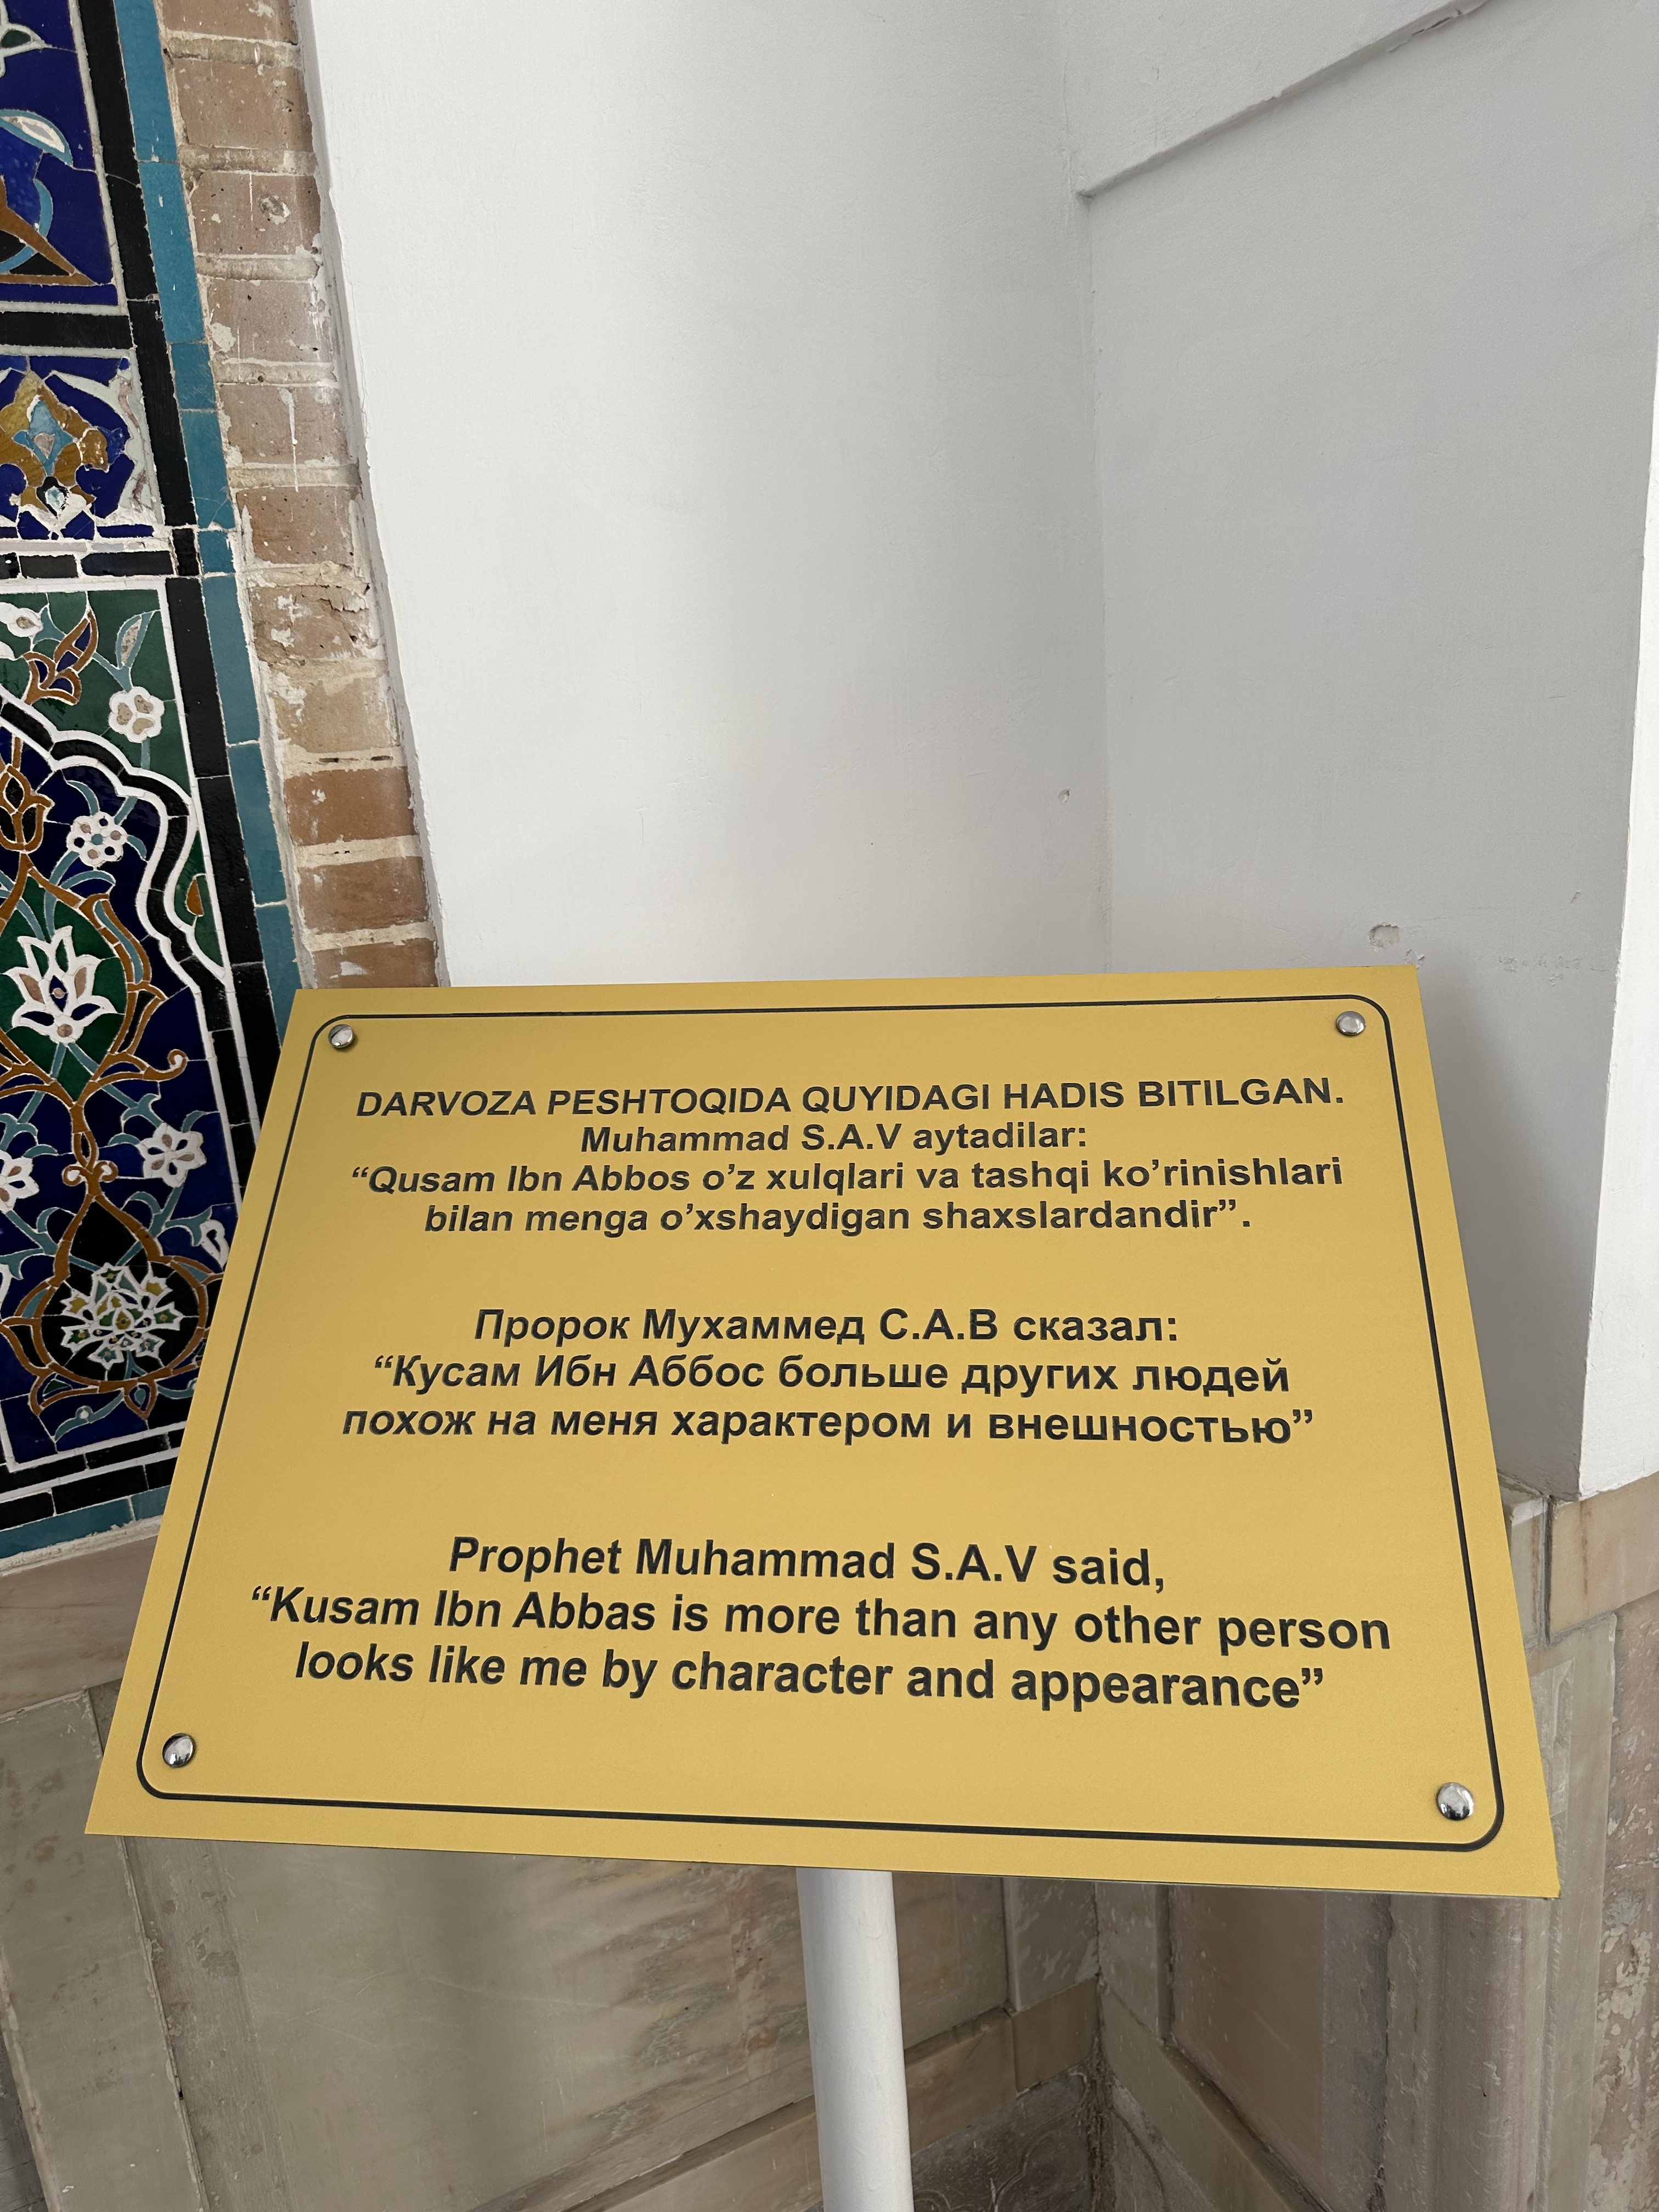 DARVOZA PESHTOQIDA QUYIDAGI HADIS BITILGAN.
Muhammad S.A.V aytadilar:
“Qusam Ibn Abbos o’z xulqlari va tashqi ko’rinishlari
bilan menga o’xshaydigan shaxslardandir”.
Пророк Мухаммед С.А.В сказал:
“Кусам Ибн Аббос больше других людей
похож на меня характером и внешностью”
Prophet Muhammad S.A.V said,
“Kusam Ibn Abbas is more than any other person
looks like me by character and appearance”